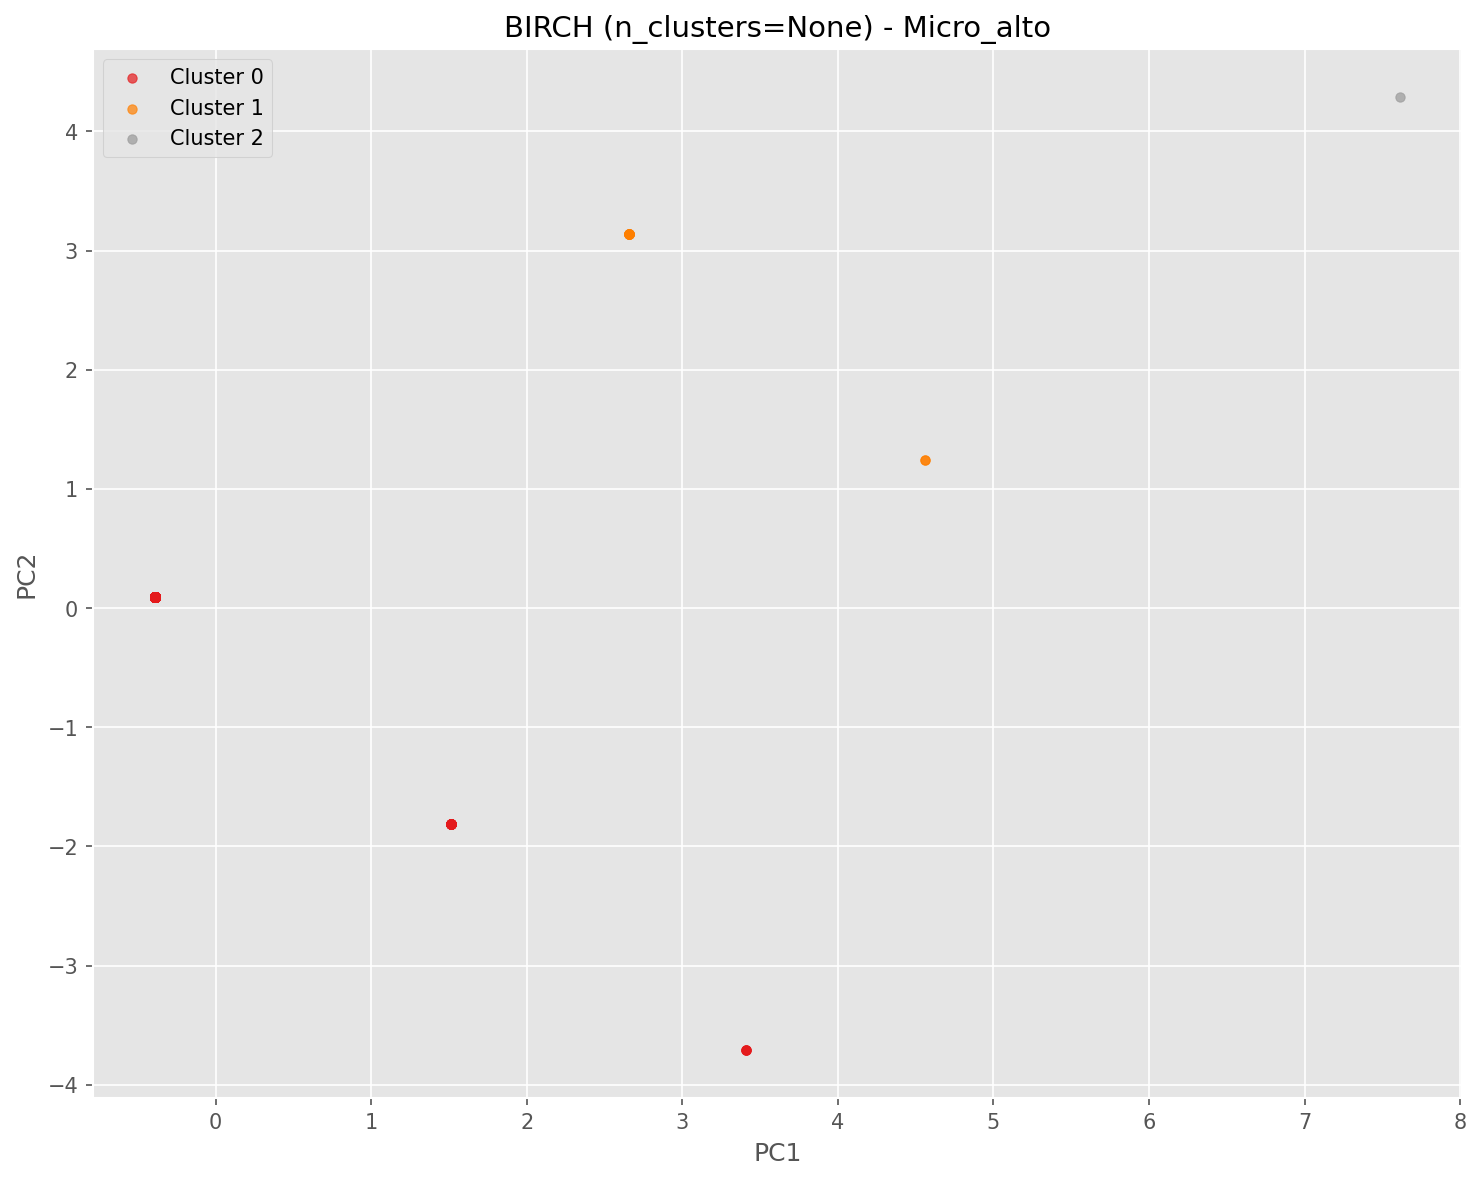 BIRCH (n_clusters=None) - Micro_alto
Cluster 0
Cluster 1
Cluster 2
4
3
2
1
0
−1
−2
−3
−4
PC2
0 1 2 3 4 5 6 7 8
PC1